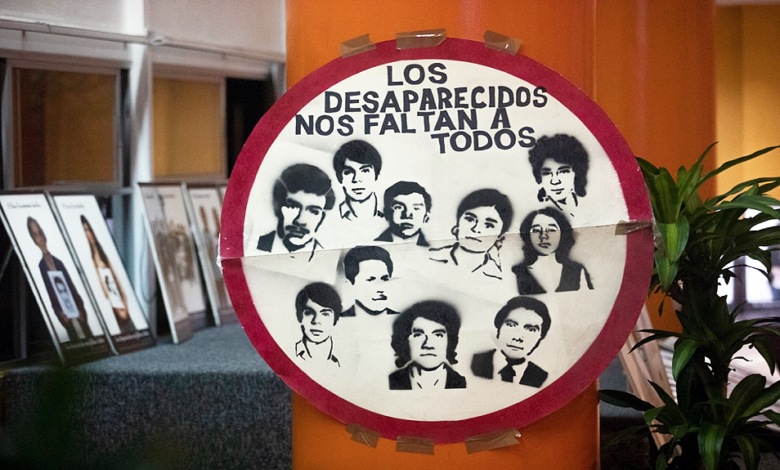 LOS
DESAPARECIDOS
NOS FALTAN A
TODOS